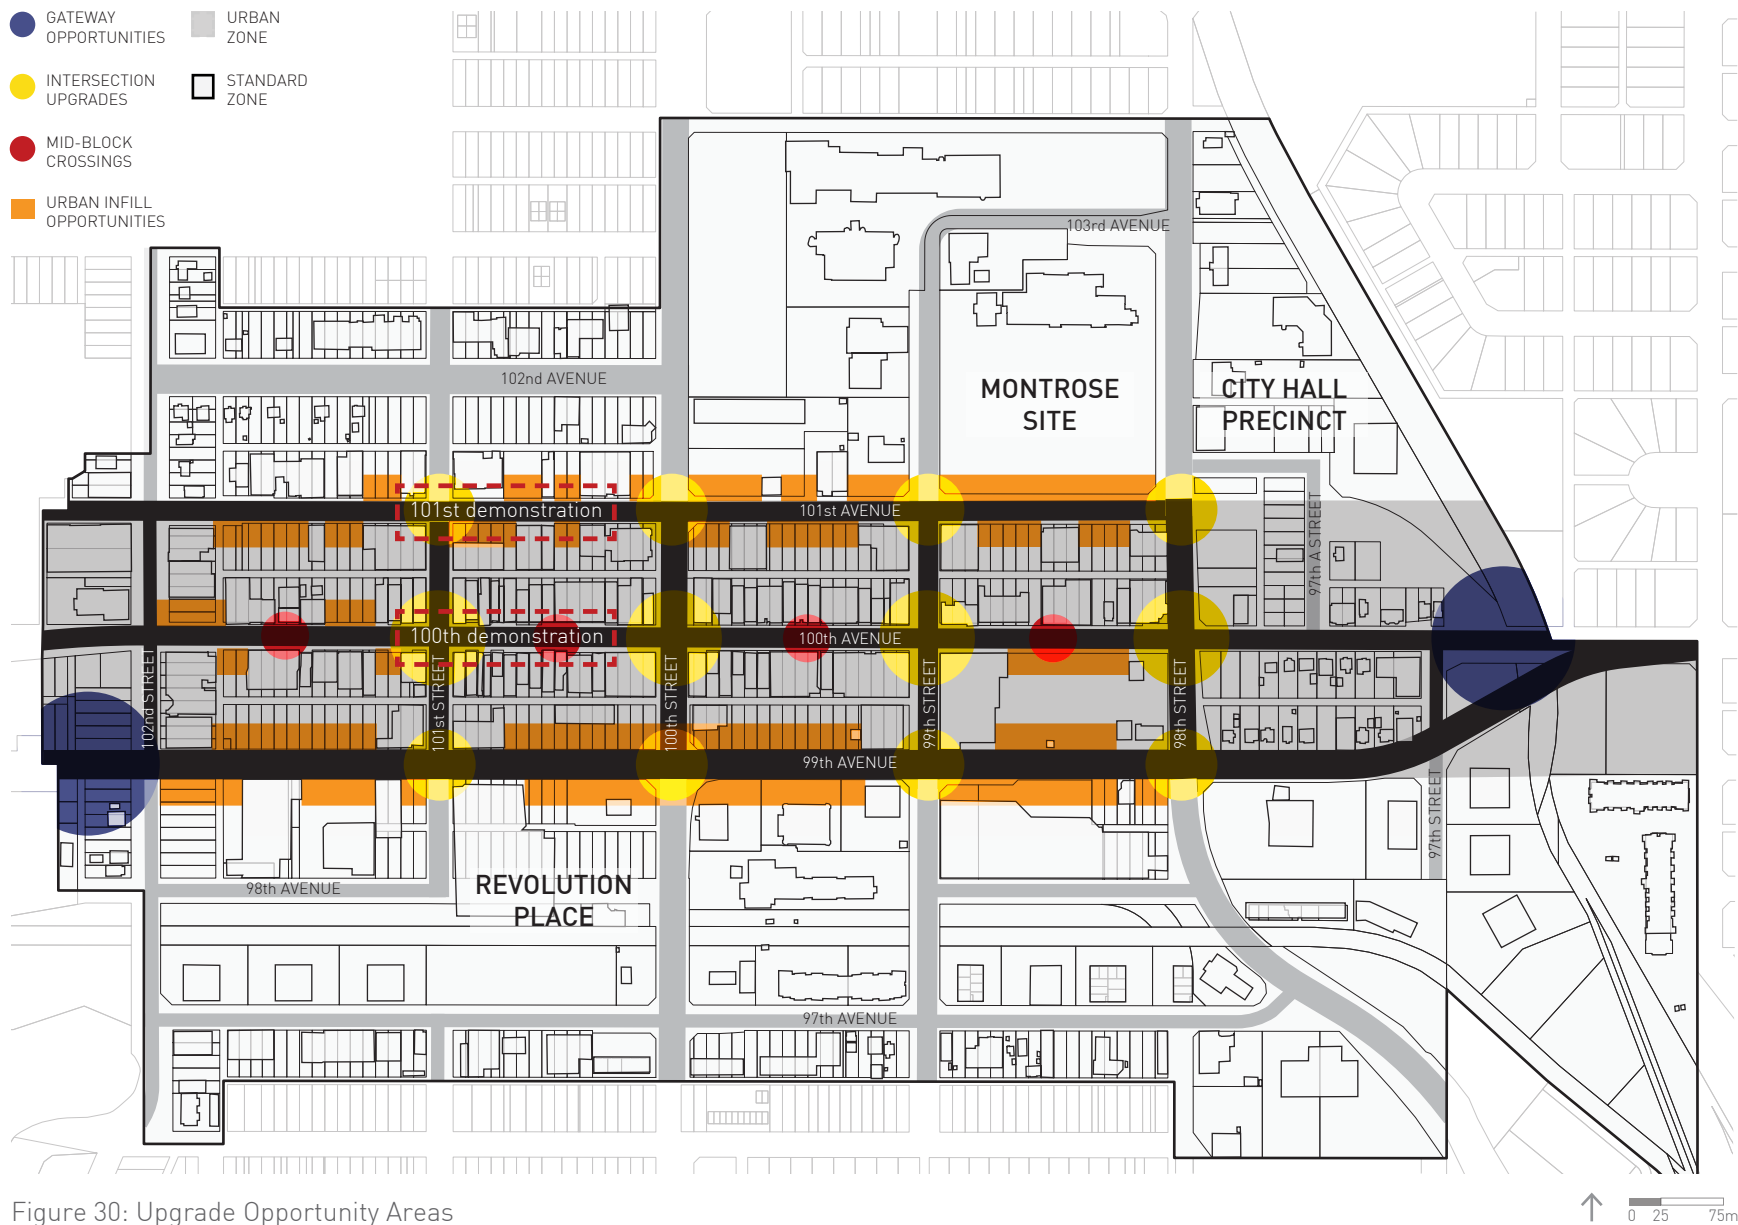 GATEWAY
OPPORTUNITIES
URBAN
ZONE
INTERSECTION
UPGRADES
STANDARD
ZONE
MID-BLOCK
CROSSINGS
URBAN INFILL
OPPORTUNITIES
103rd AVENUE
102nd AVENUE
MONTROSE
SITE
CITY HALL
PRECINCT
101st demonstration
101st AVENUE
97th A STREET
100th demonstration
100th AVENUE
102nd STREET
101st STREET
100th STREET
99th STREET
98th STREET
99th AVENUE
97th STREET
98th AVENUE
REVOLUTION
PLACE
97th AVENUE
Figure 30: Upgrade Opportunity Areas
0 25 75m